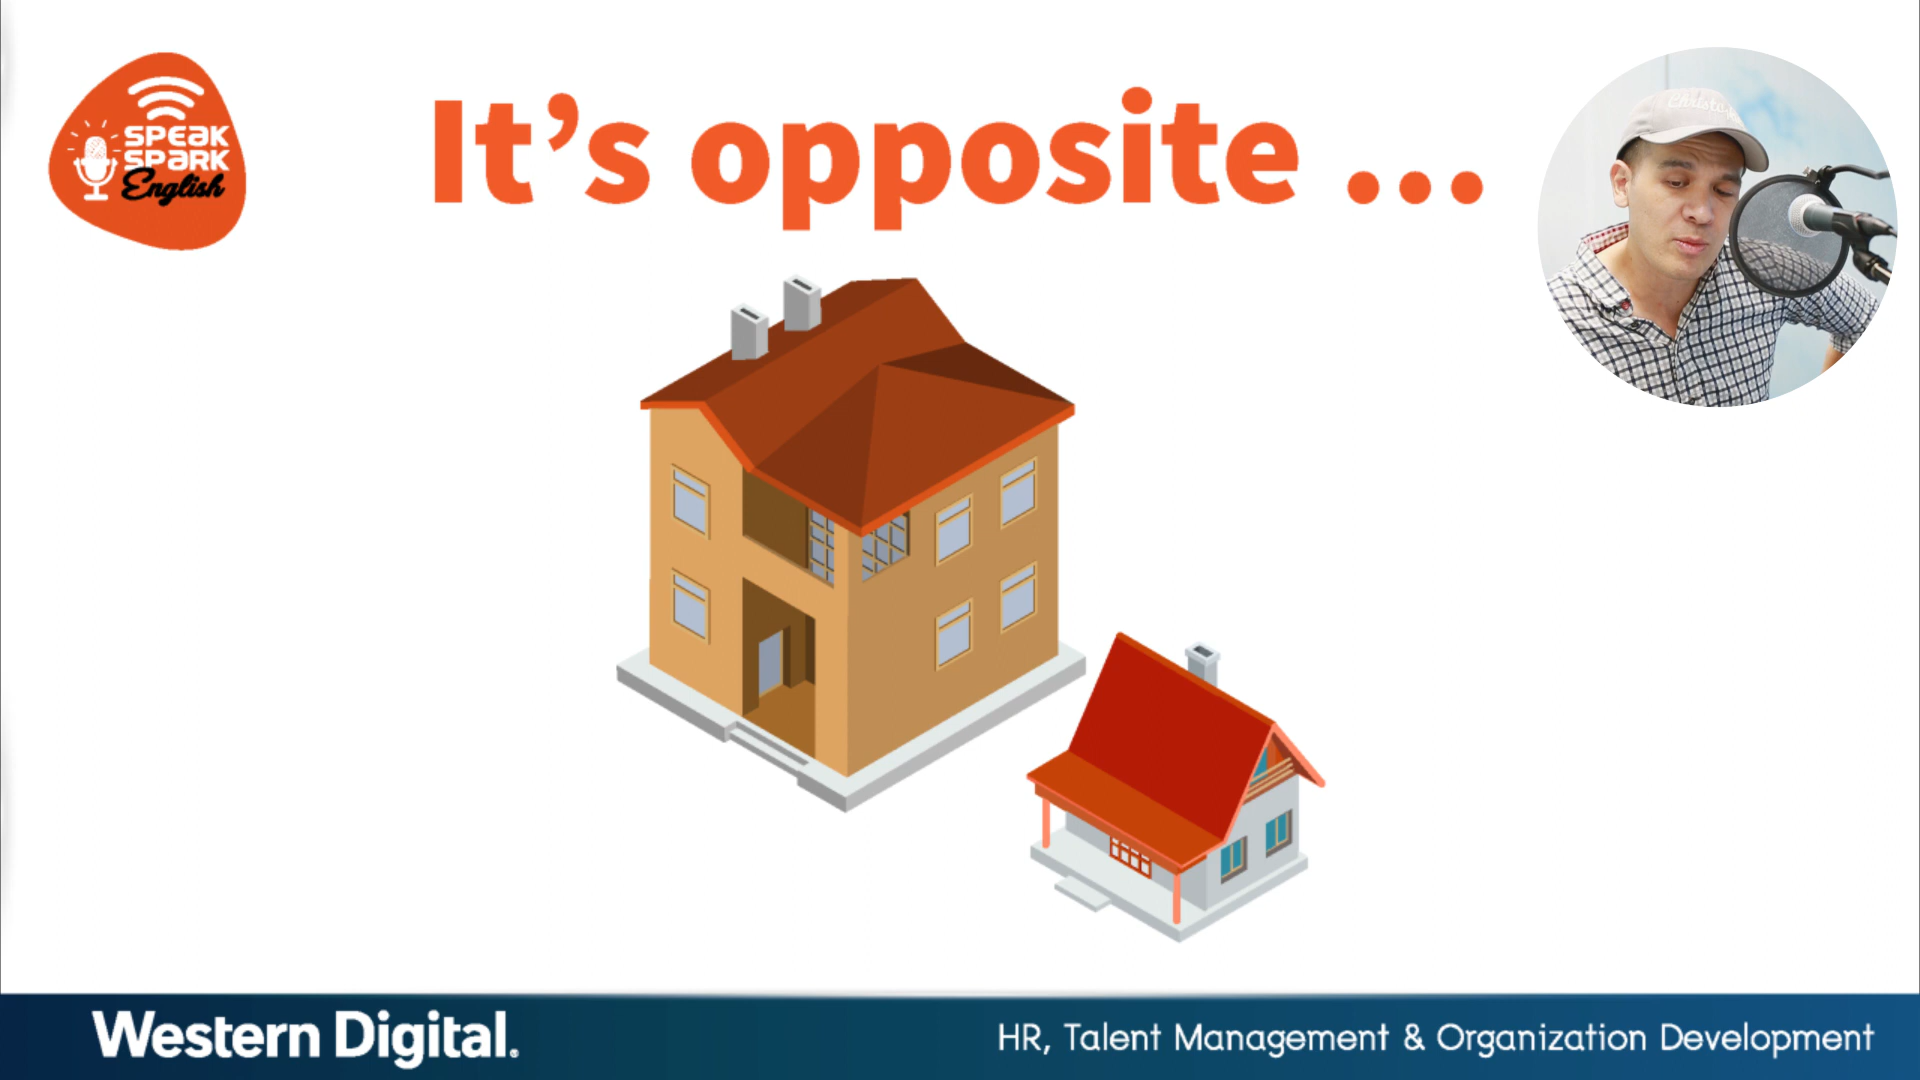 SPEAK
SPARK
English
It’s opposite ...
Western Digital.
HR, Talent Management & Organization Development